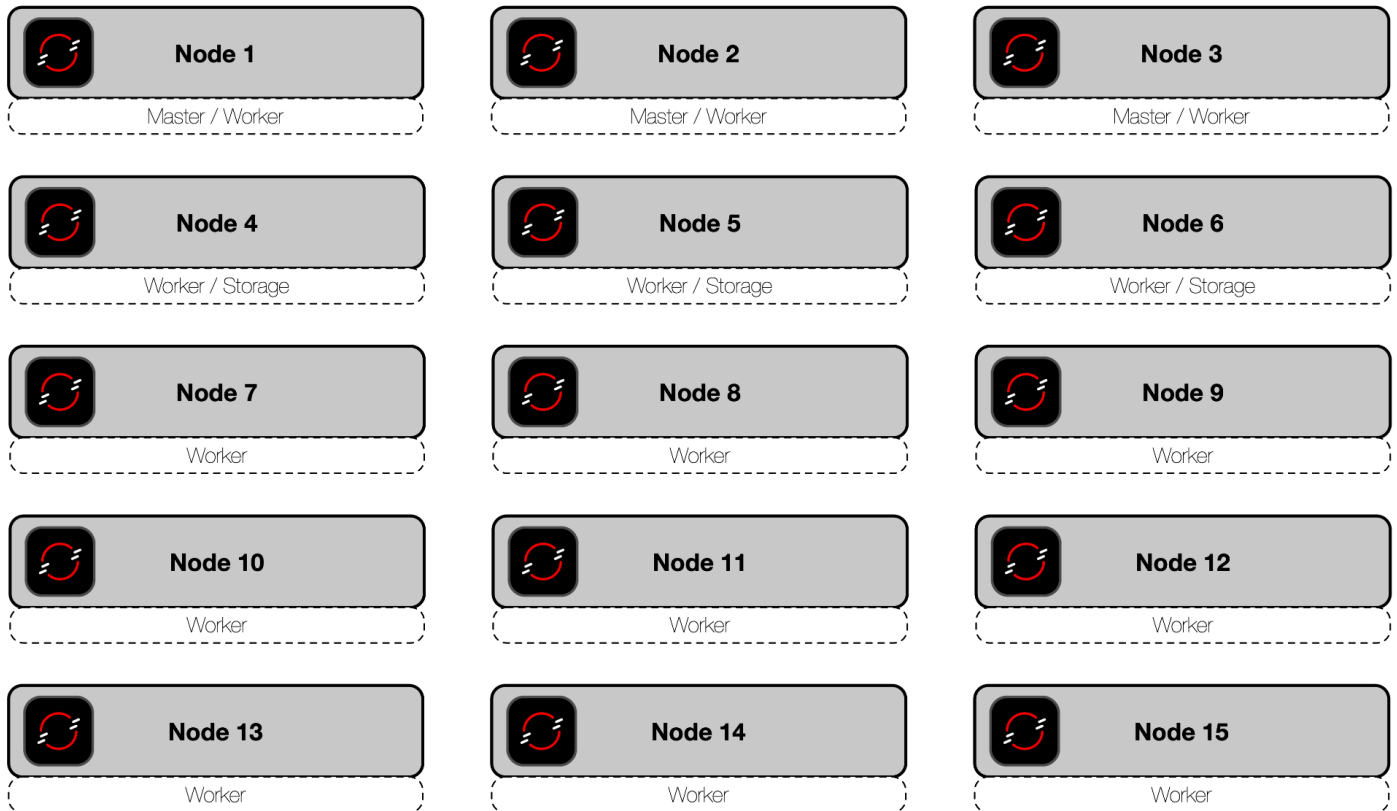 Node 1
Node 2
Node 3
Master / Worker
Master / Worker
Master / Worker
Node 4
Node 5
Node 6
Worker / Storage
Worker / Storage
Worker / Storage
Node 7
Node 8
Node 9
Worker
Worker
Worker
Node 10
Node 11
Node 12
Worker
Worker
Worker
Node 13
Node 14
Node 15
Worker
Worker
Worker